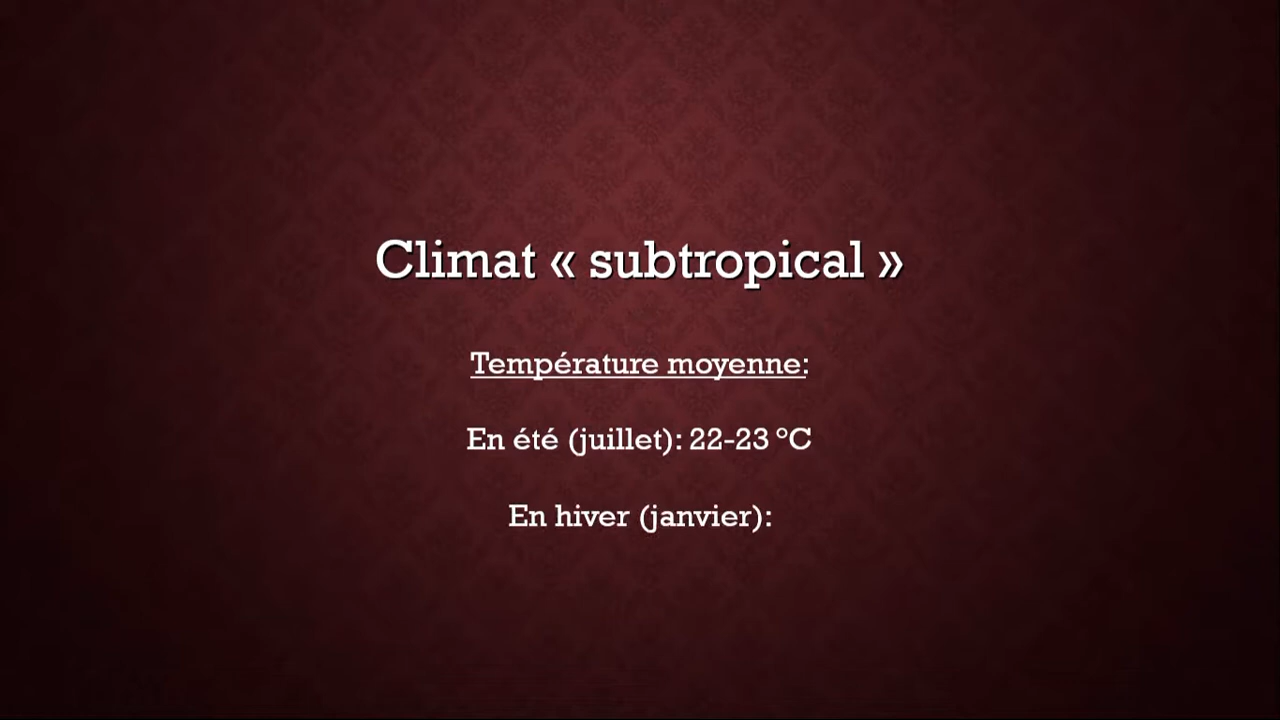 Climat « subtropical »
Température moyenne:
En été (juillet): 22-23 °C
En hiver (janvier):